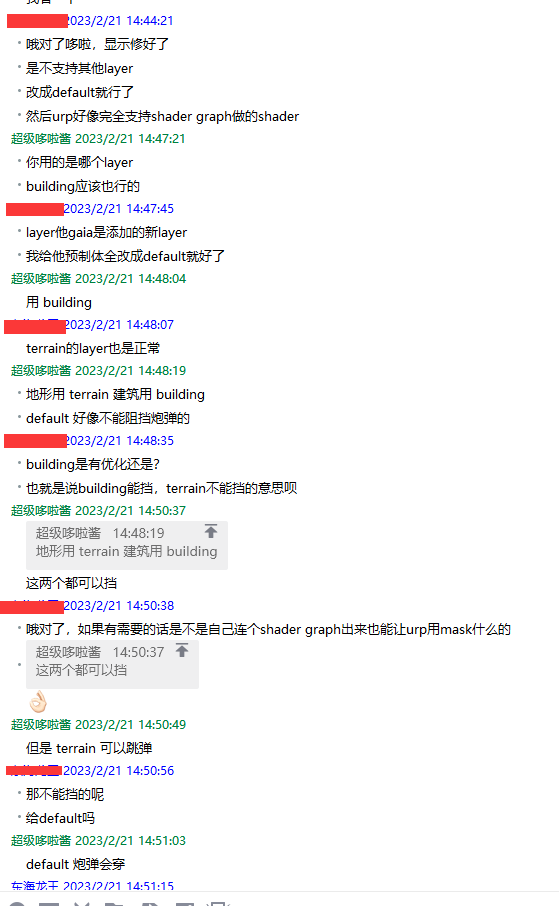 2023/2/21 14:44:21
哦对了哆啦，显示修好了
是不支持其他layer
改成default就行了
然后urp好像完全支持shader graph做的shader
超级哆啦酱 2023/2/21 14:47:21
你用的是哪个layer
building应该也行的
2023/2/21 14:47:45
layer他gaia是添加的新layer
我给他预制体全改成default就好了
超级哆啦酱 2023/2/21 14:48:04
用 building
2023/2/21 14:48:07
terrain的layer也是正常
超级哆啦酱 2023/2/21 14:48:19
地形用 terrain 建筑用 building
default 好像不能阻挡炮弹的
2023/2/21 14:48:35
building是有优化还是?
也就是说building能挡，terrain不能挡的意思呗
超级哆啦酱 2023/2/21 14:50:37
超级哆啦酱 14:48:19
地形用 terrain 建筑用 building
这两个都可以挡
2023/2/21 14:50:38
哦对了，如果有需要的话是不是自己连个shader graph出来也能让urp用mask什么的
超级哆啦酱 14:50:37
这两个都可以挡
超级哆啦酱 2023/2/21 14:50:49
但是 terrain 可以跳弹
2023/2/21 14:50:56
那不能挡的呢
给default吗
超级哆啦酱 2023/2/21 14:51:03
default 炮弹会穿
东海龙王 2023/2/21 14:51:15